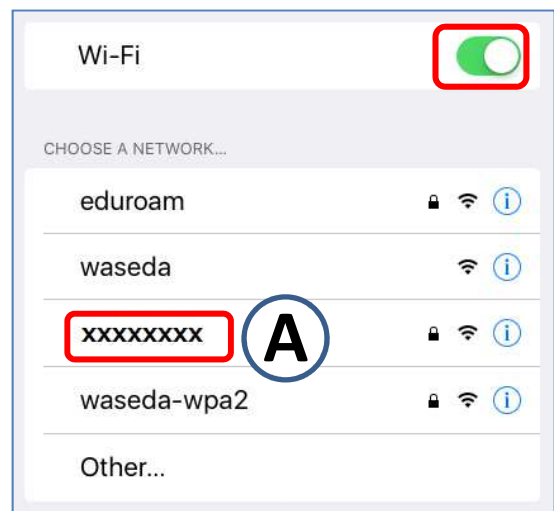 Wi-Fi
CHOOSE A NETWORK...
eduroam
waseda
xxxxxxxx A
waseda-wpa2
Other...